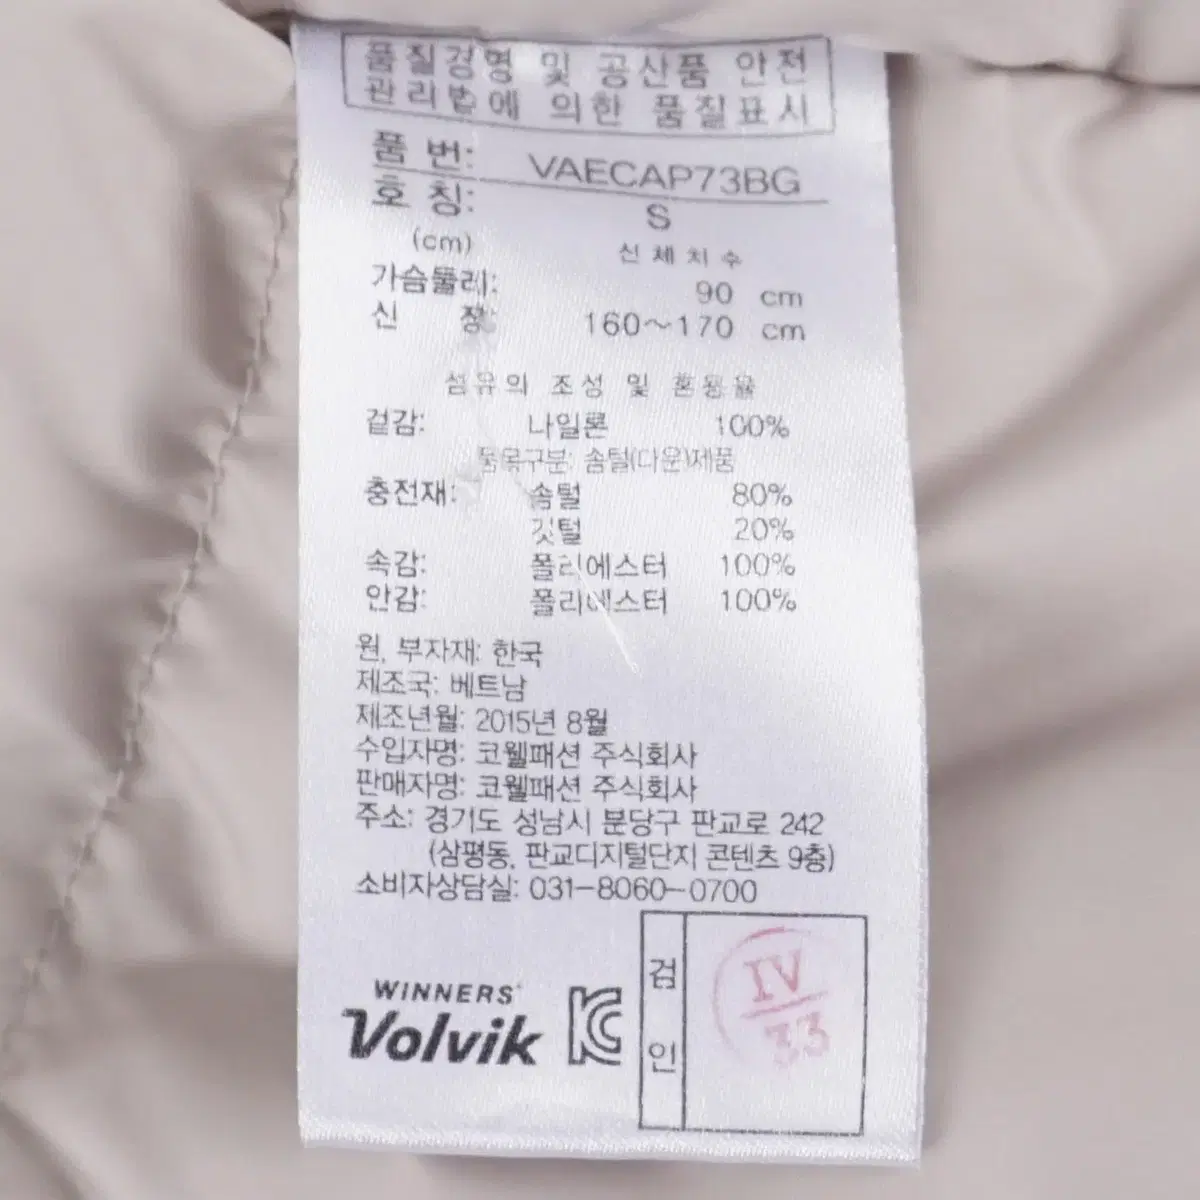 품질경영 및 공산품 안전
관리법에 의한 품질표시
품 번: VAECAP73BG
호 칭: S
(cm) 신체치수
가슴둘레: 90 cm
신 장: 160~170 cm
섬유의 조성 및 혼용율
겉감: 나일론 100%
품목구분: 솜털(다운)제품
충전재: 솜털 80%
깃털 20%
속감: 폴리에스터 100%
안감: 폴리에스터 100%
원, 부자재: 한국
제조국: 베트남
제조년월: 2015년 8월
수입자명: 코웰패션 주식회사
판매자명: 코웰패션 주식회사
주소: 경기도 성남시 분당구 판교로 242
(삼평동, 판교디지털단지 콘텐츠 9층)
소비자상담실: 031-8060-0700
WINNERS
Volvik
KC
검인
IV
33